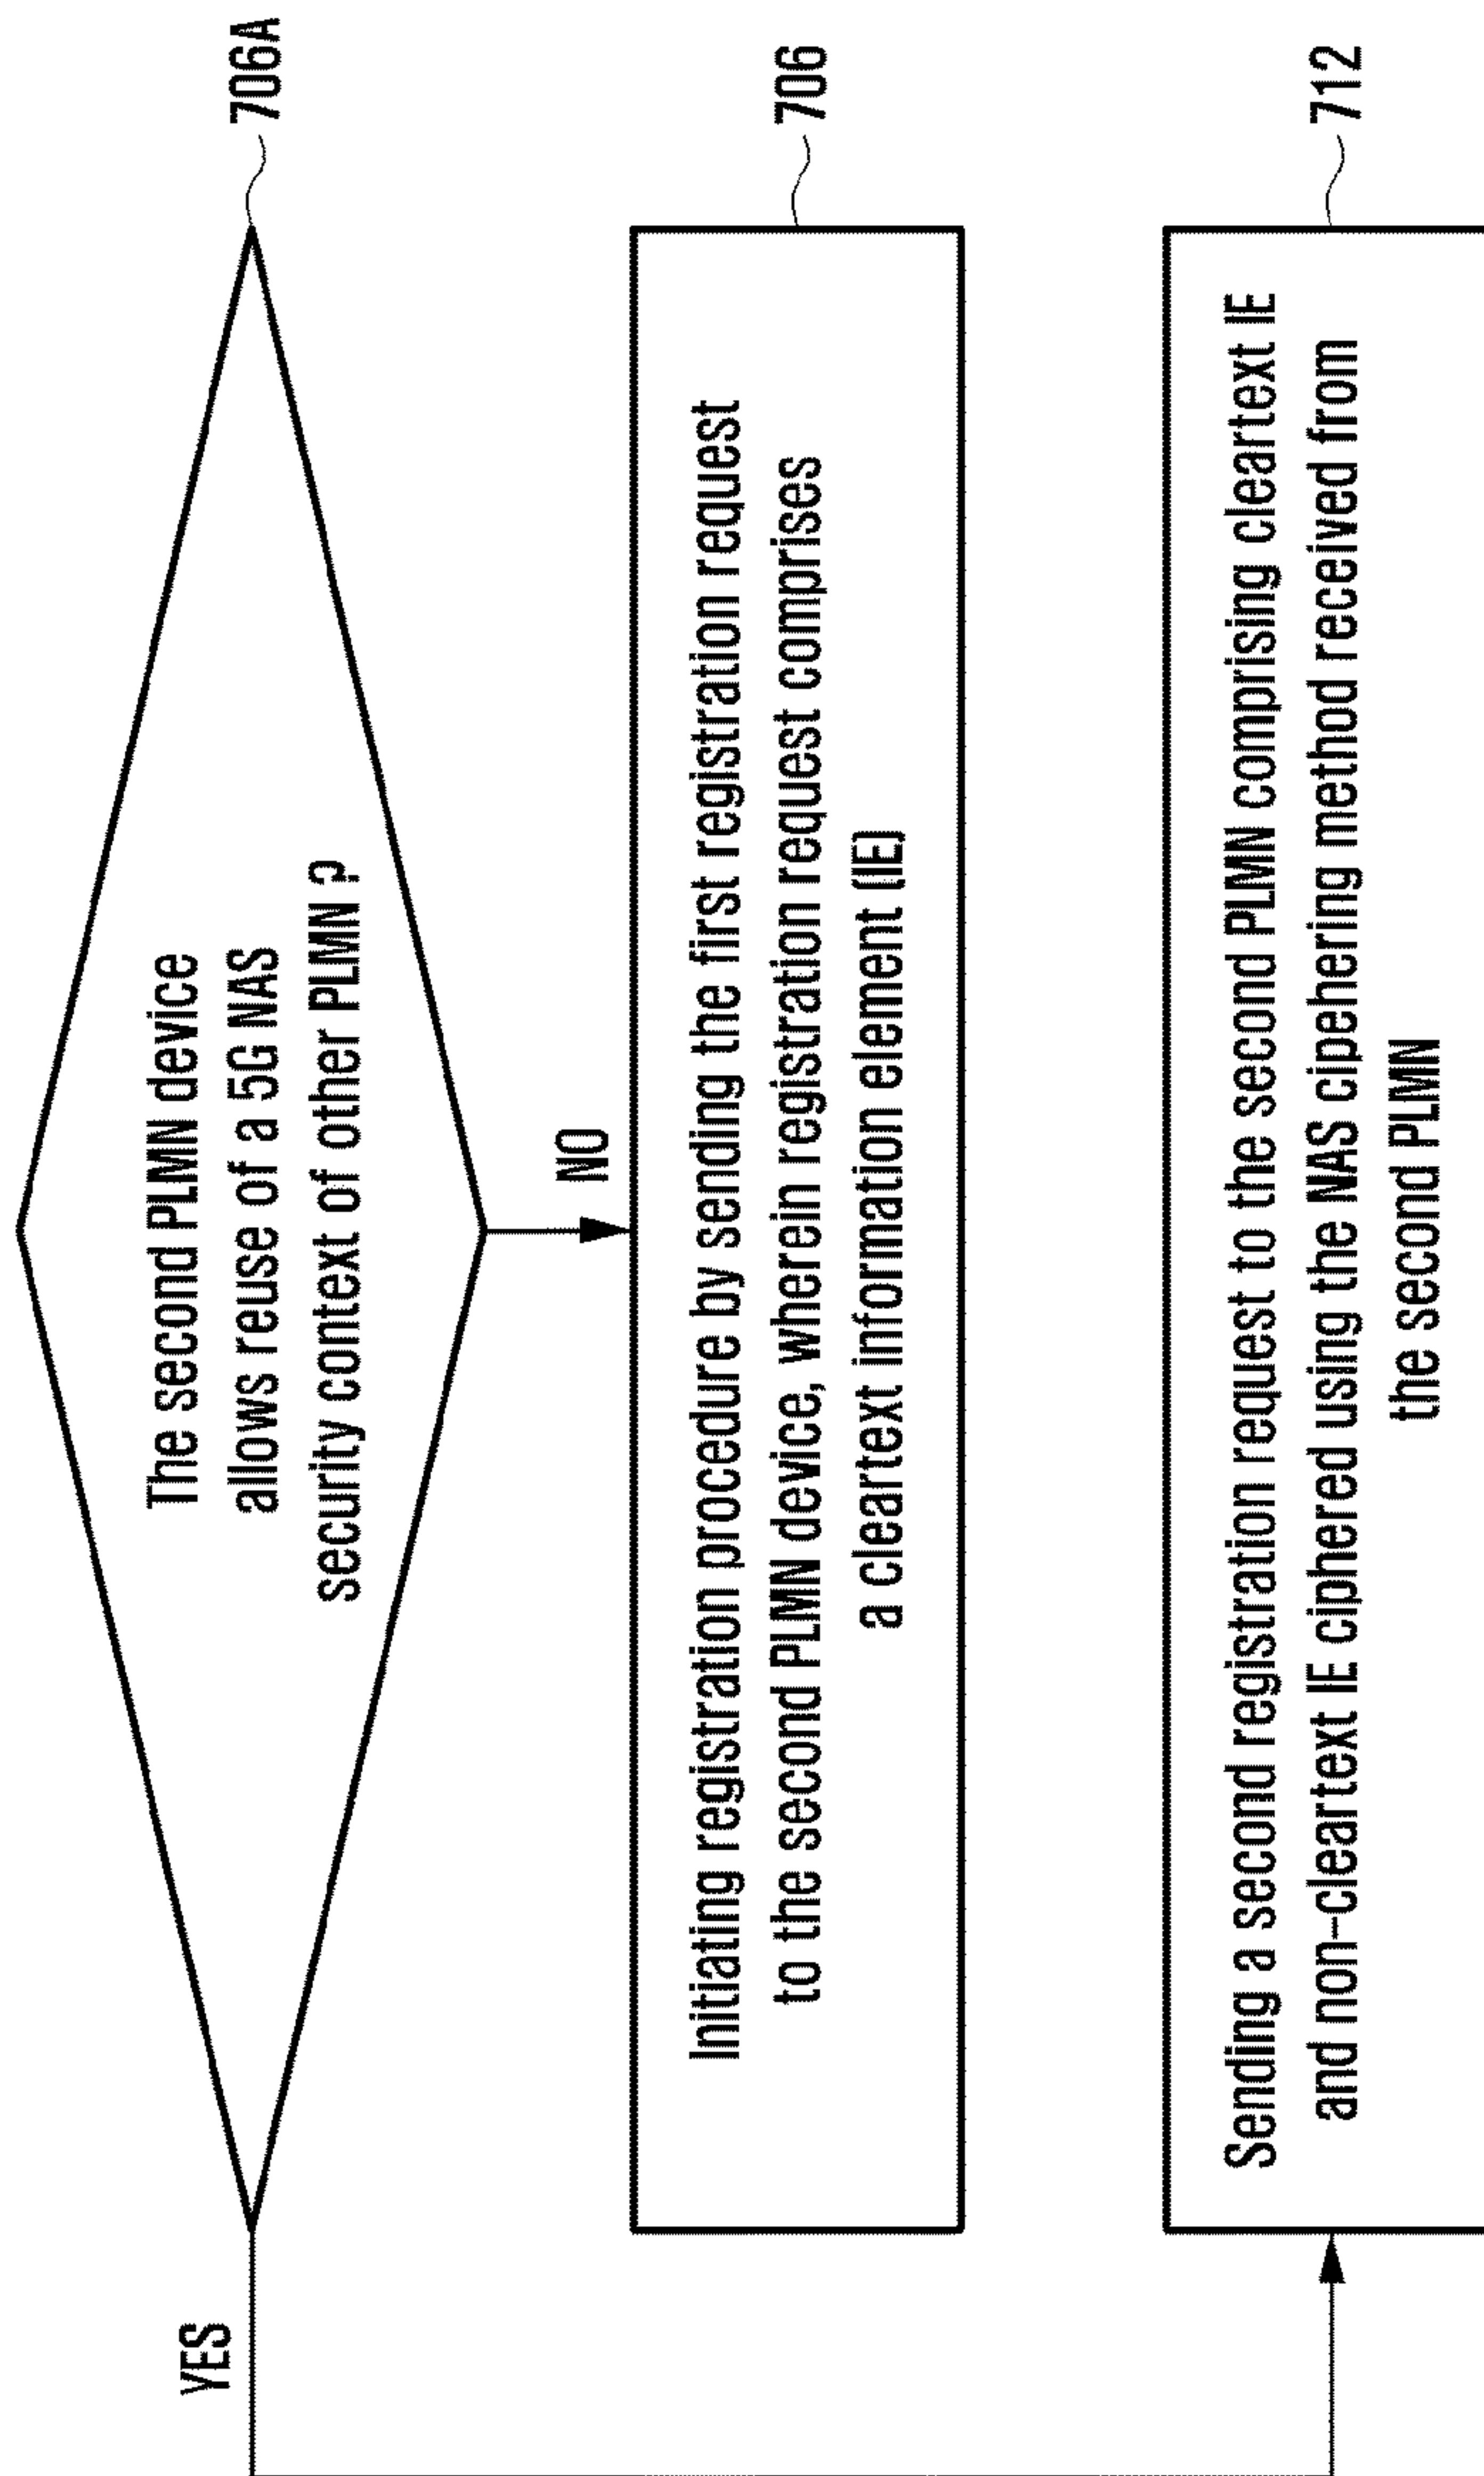 The second PLMN device
allows reuse of a 5G NAS
security context of other PLMN ?
706A
YES
NO
Initiating registration procedure by sending the first registration request
to the second PLMN device, wherein registration request comprises
a cleartext information element (IE)
706
Sending a second registration request to the second PLMN comprising cleartext IE
and non-cleartext IE ciphered using the NAS ciphering method received from
the second PLMN
712